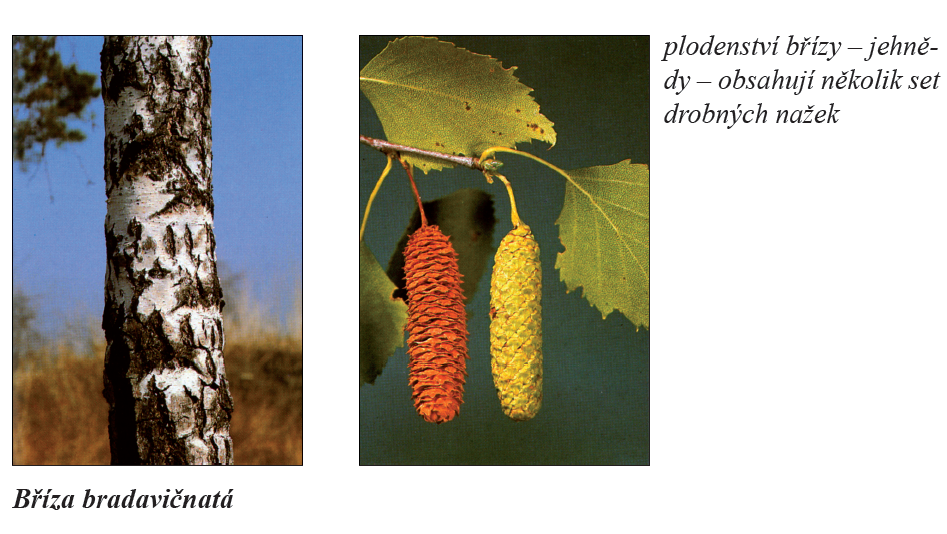 plodenství břízy – jehně-
dy – obsahují několik set
drobných nažek
Bříza bradavičnatá